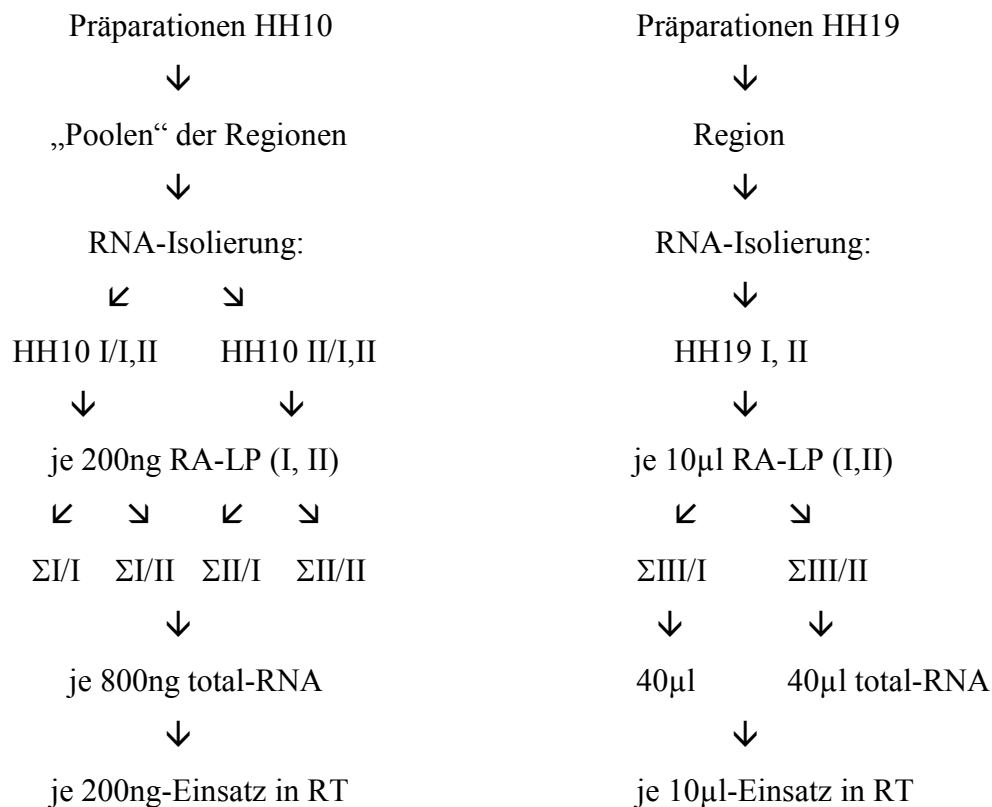 Präparationen HH10 Präparationen HH19
↓ ↓
„Poolen“ der Regionen Region
↓ ↓
RNA-Isolierung: RNA-Isolierung:
↙ ↘ ↓
HH10 I/I,II HH10 II/I,II HH19 I, II
↓ ↓ ↓
je 200ng RA-LP (I, II) je 10µl RA-LP (I,II)
↙ ↘ ↙ ↘ ↙ ↘
ΣI/I ΣI/II ΣII/I ΣII/II ΣIII/I ΣIII/II
↓ ↓ ↓
je 800ng total-RNA 40µl 40µl total-RNA
↓ ↓
je 200ng-Einsatz in RT je 10µl-Einsatz in RT